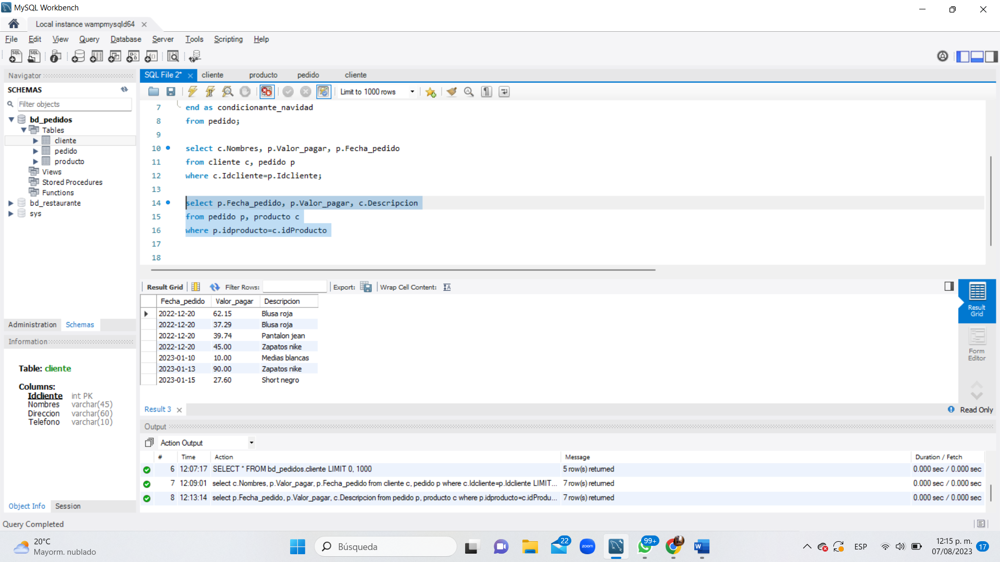 MySQL Workbench
Local instance wampmysqld64
File Edit View Query Database Server Tools Scripting Help
Navigator
SCHEMAS
Filter objects
bd_pedidos
Tables
cliente
pedido
producto
Views
Stored Procedures
Functions
bd_restaurante
sys
Administration Schemas
Information
Table: cliente
Columns:
Idcliente int PK
Nombres varchar(45)
Direccion varchar(60)
Telefono varchar(10)
Object Info Session
SQL File 2* cliente producto pedido cliente
Limit to 1000 rows
7 end as condicionante_navidad
8 from pedido;
9
10 select c.Nombres, p.Valor_pagar, p.Fecha_pedido
11 from cliente c, pedido p
12 where c.Idcliente=p.Idcliente;
13
14 select p.Fecha_pedido, p.Valor_pagar, c.Descripcion
15 from pedido p, producto c
16 where p.idproducto=c.idProducto
17
18
Result Grid Filter Rows: Export: Wrap Cell Content:
Fecha_pedido Valor_pagar Descripcion
2022-12-20 62.15 Blusa roja
2022-12-20 37.29 Blusa roja
2022-12-20 39.74 Pantalon jean
2022-12-20 45.00 Zapatos nike
2023-01-10 10.00 Medias blancas
2023-01-13 90.00 Zapatos nike
2023-01-15 27.60 Short negro
Result
Grid
Form
Editor
Result 3
Read Only
Output
Action Output
# Time Action Message Duration / Fetch
6 12:07:17 SELECT * FROM bd_pedidos.cliente LIMIT 0, 1000 5 row(s) returned 0.000 sec / 0.000 sec
7 12:09:01 select c.Nombres, p.Valor_pagar, p.Fecha_pedido from cliente c, pedido p where c.Idcliente=p.Idcliente LIMIT... 7 row(s) returned 0.000 sec / 0.000 sec
8 12:13:14 select p.Fecha_pedido, p.Valor_pagar, c.Descripcion from pedido p, producto c where p.idproducto=c.idProdu... 7 row(s) returned 0.000 sec / 0.000 sec
Query Completed
20°C
Mayorm. nublado
Búsqueda
22
zoom
99+
W
ESP
12:15 p. m.
07/08/2023
17